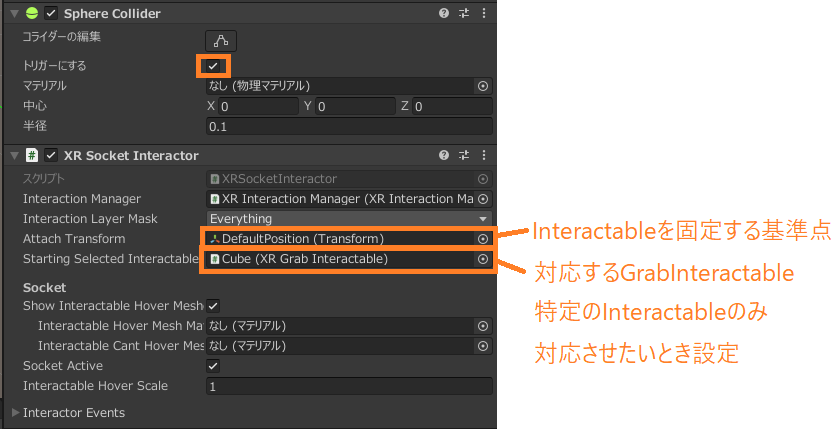 Sphere Collider
コライダーの編集
トリガーにする
マテリアル なし (物理マテリアル)
中心 X 0 Y 0 Z 0
半径 0.1
XR Socket Interactor
スクリプト XRSocketInteractor
Interaction Manager XR Interaction Manager (XR Interaction Ma
Interaction Layer Mask Everything
Attach Transform DefaultPosition (Transform)
Starting Selected Interactable Cube (XR Grab Interactable)
Socket
Show Interactable Hover Mesh
Interactable Hover Mesh Ma なし (マテリアル)
Interactable Cant Hover Mes なし (マテリアル)
Socket Active
Interactable Hover Scale 1
Interactor Events
Interactableを固定する基準点
対応するGrabInteractable
特定のInteractableのみ
対応させたいとき設定